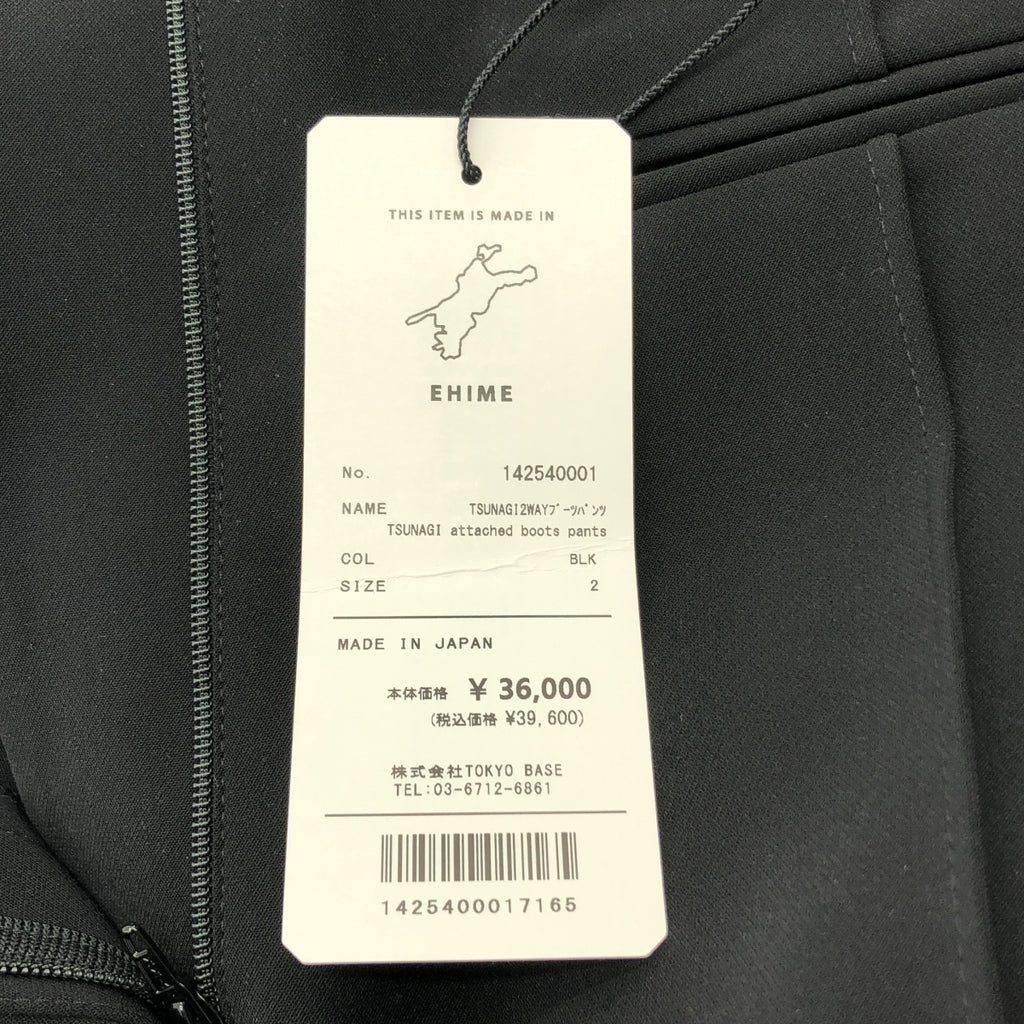 THIS ITEM IS MADE IN
EHIME
No. 142540001
NAME TSUNAGI2WAYﾌﾞｰﾂﾊﾟﾝﾂ
TSUNAGI attached boots pants
COL BLK
SIZE 2
MADE IN JAPAN
本体価格 ¥ 36,000
(税込価格 ¥39,600)
株式会社TOKYO BASE
TEL:03-6712-6861
1425400017165